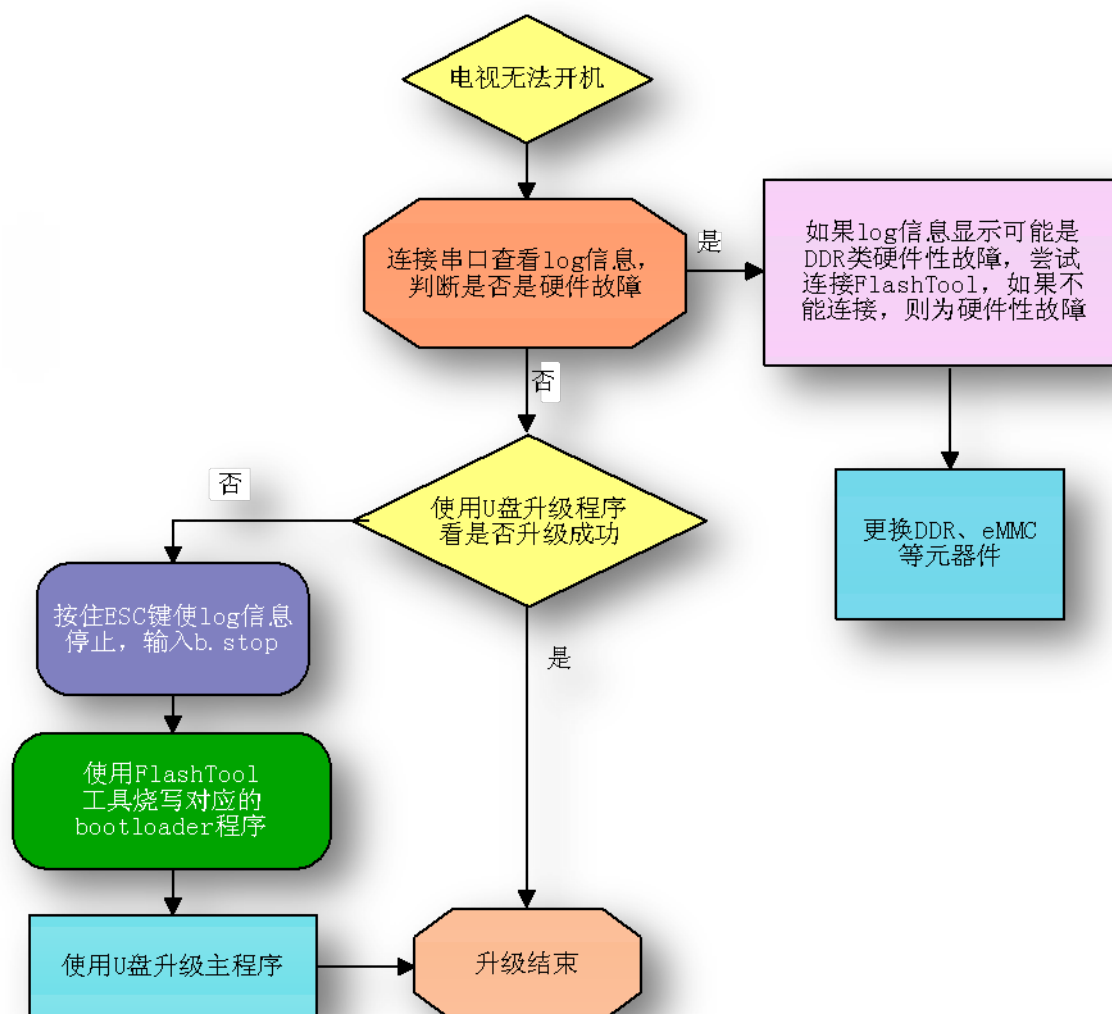 电视无法开机
连接串口查看log信息，
判断是否是硬件故障
是
如果log信息显示可能是
DDR类硬件性故障，尝试
连接FlashTool，如果不
能连接，则为硬件性故障
否
更换DDR、eMMC
等元器件
使用U盘升级程序
看是否升级成功
否
按住ESC键使log信息
停止，输入b.stop
是
使用FlashTool
工具烧写对应的
bootloader程序
使用U盘升级主程序
升级结束